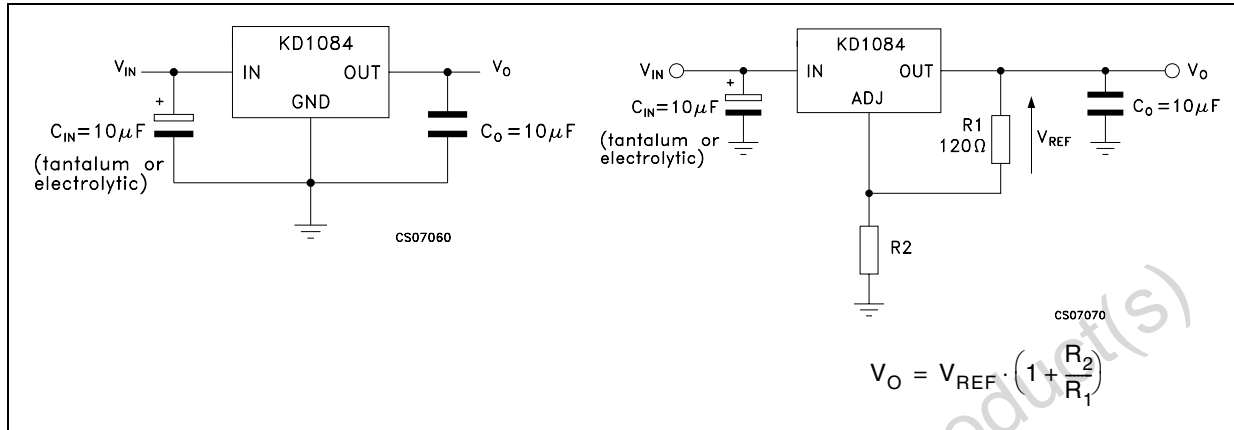 KD1084
V_IN
IN
OUT
V_O
GND
+
C_IN=10μF
(tantalum or
electrolytic)
C_O=10μF
CS07060
KD1084
V_IN
IN
OUT
V_O
ADJ
+
C_IN=10μF
(tantalum or
electrolytic)
R1
120Ω
V_REF
C_O=10μF
R2
CS07070
V_O = V_REF · (1 + R_2/R_1)
oduct(s)